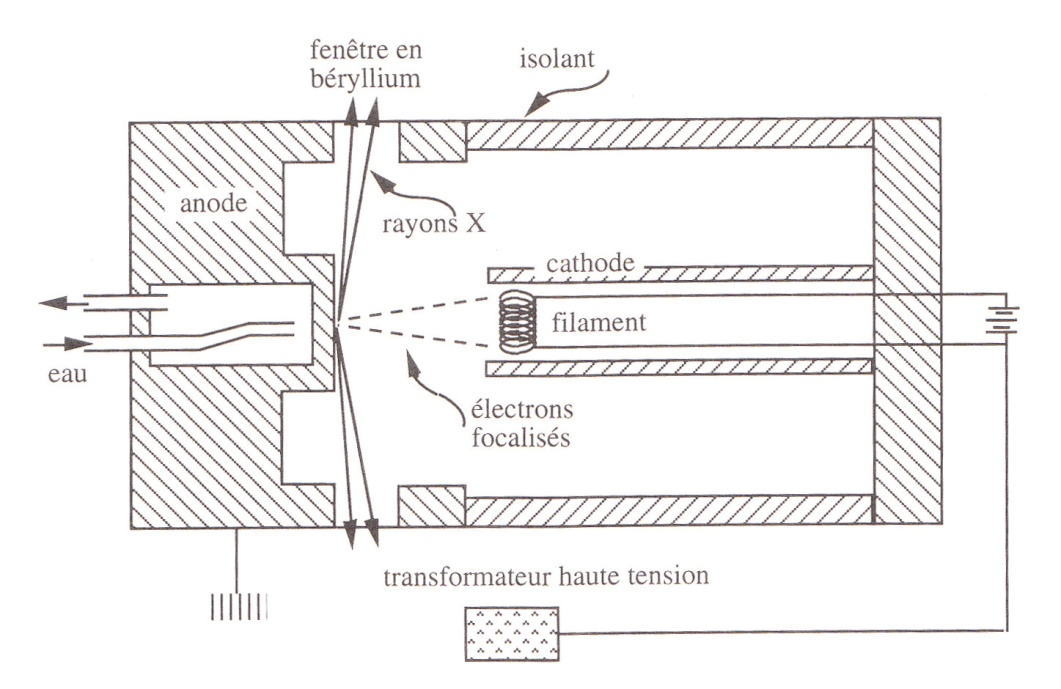 fenêtre en
béryllium
isolant
anode
rayons X
cathode
filament
eau
électrons
focalisés
transformateur haute tension